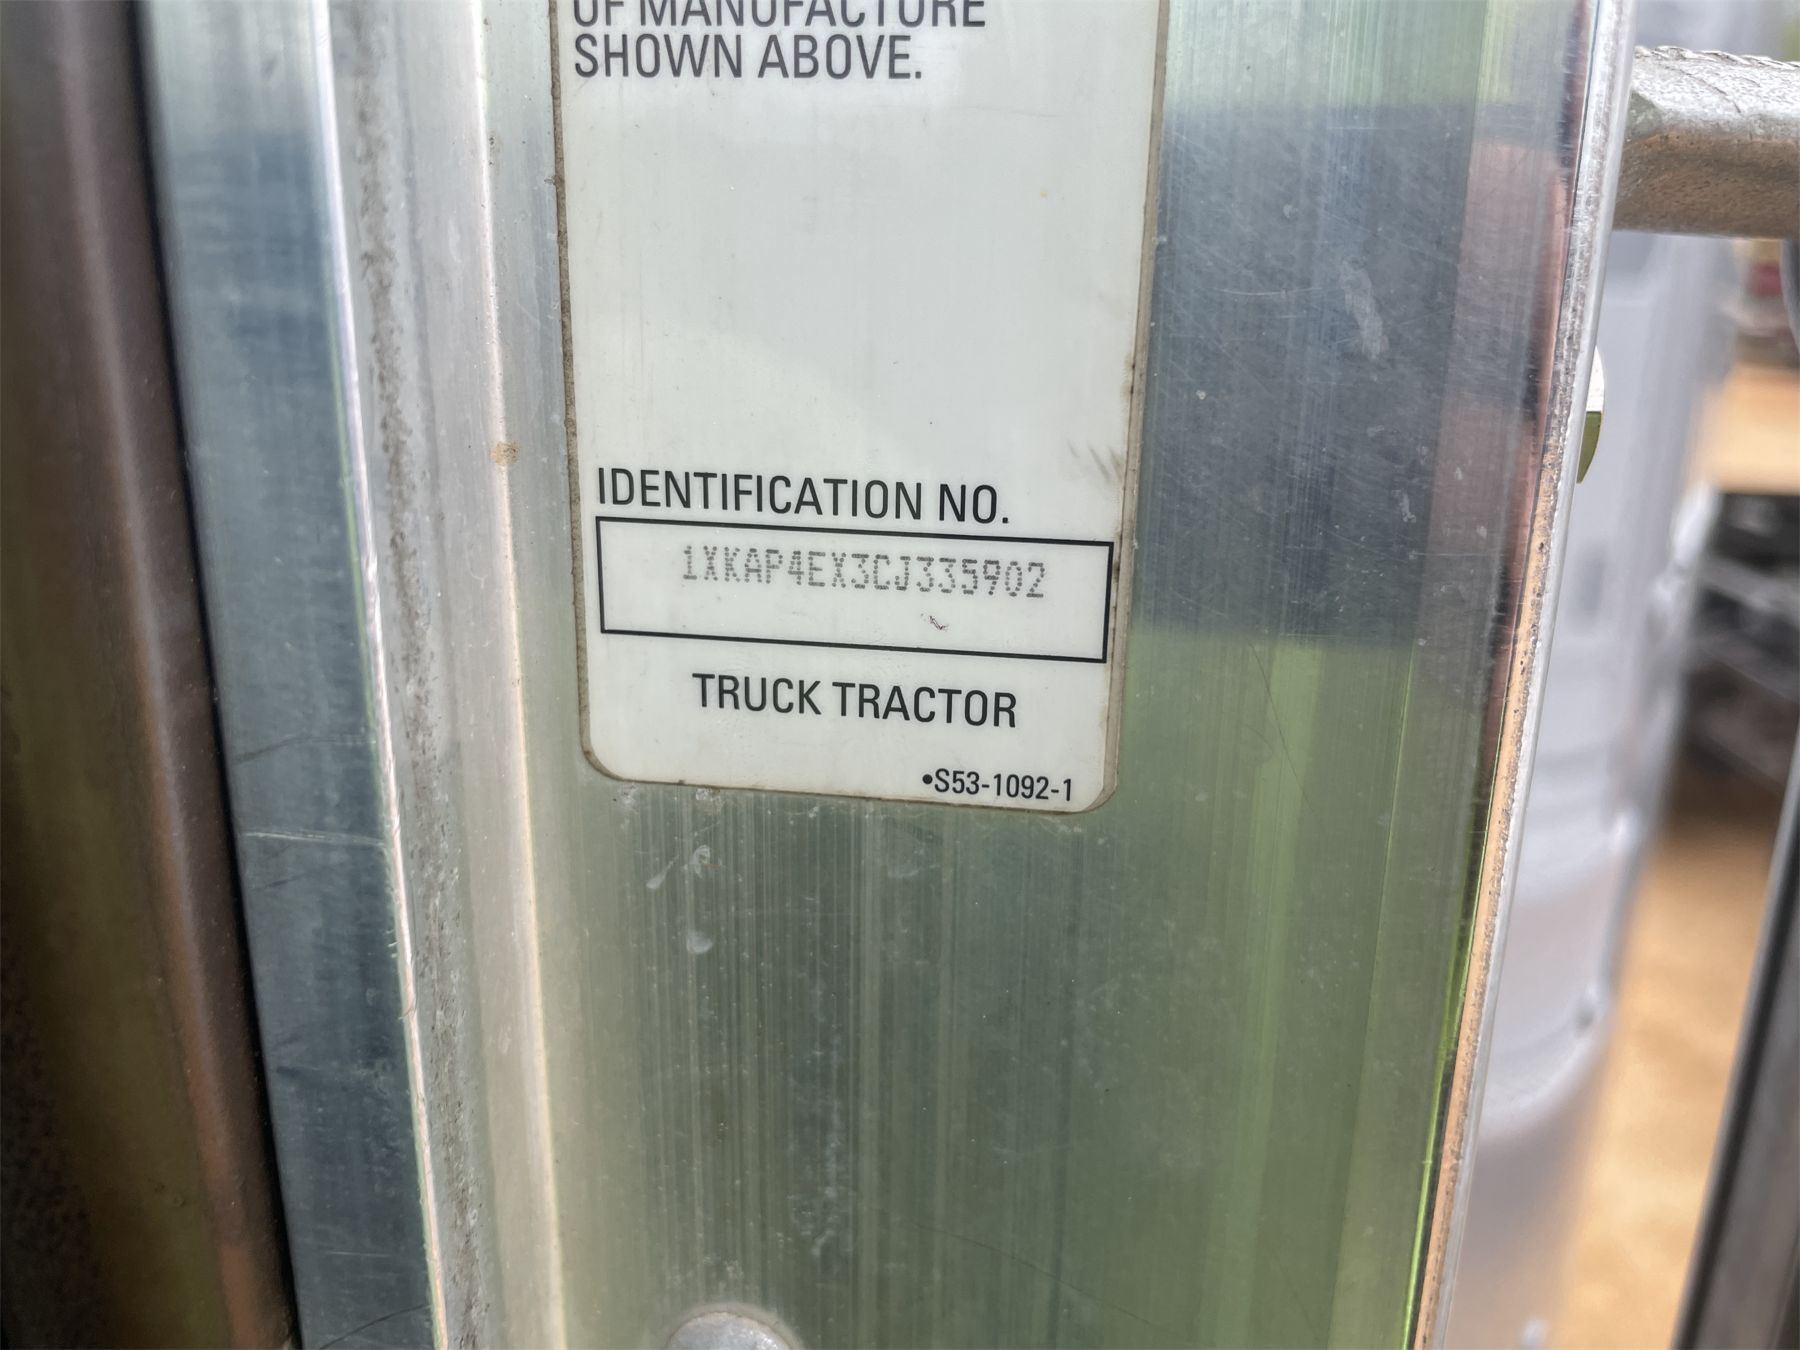 OF MANUFACTURE
SHOWN ABOVE.
IDENTIFICATION NO.
1XKAP4EX3CJ335902
TRUCK TRACTOR
•S53-1092-1